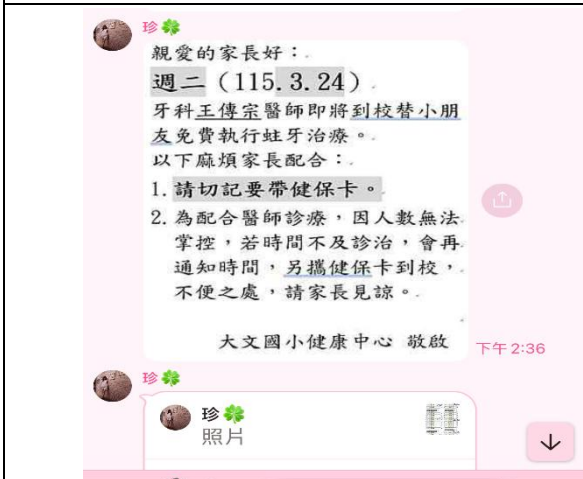 珍🍀
親愛的家長好：
週二（115.3.24）
牙科王傳宗醫師即將到校替小朋
友免費執行蛀牙治療。
以下麻煩家長配合：
1. 請切記要帶健保卡。
2. 為配合醫師診療，因人數無法
掌控，若時間不及診治，會再
通知時間，另攜健保卡到校，
不便之處，請家長見諒。
大文國小健康中心 敬啟
下午 2:36
珍🍀
珍🍀
照片